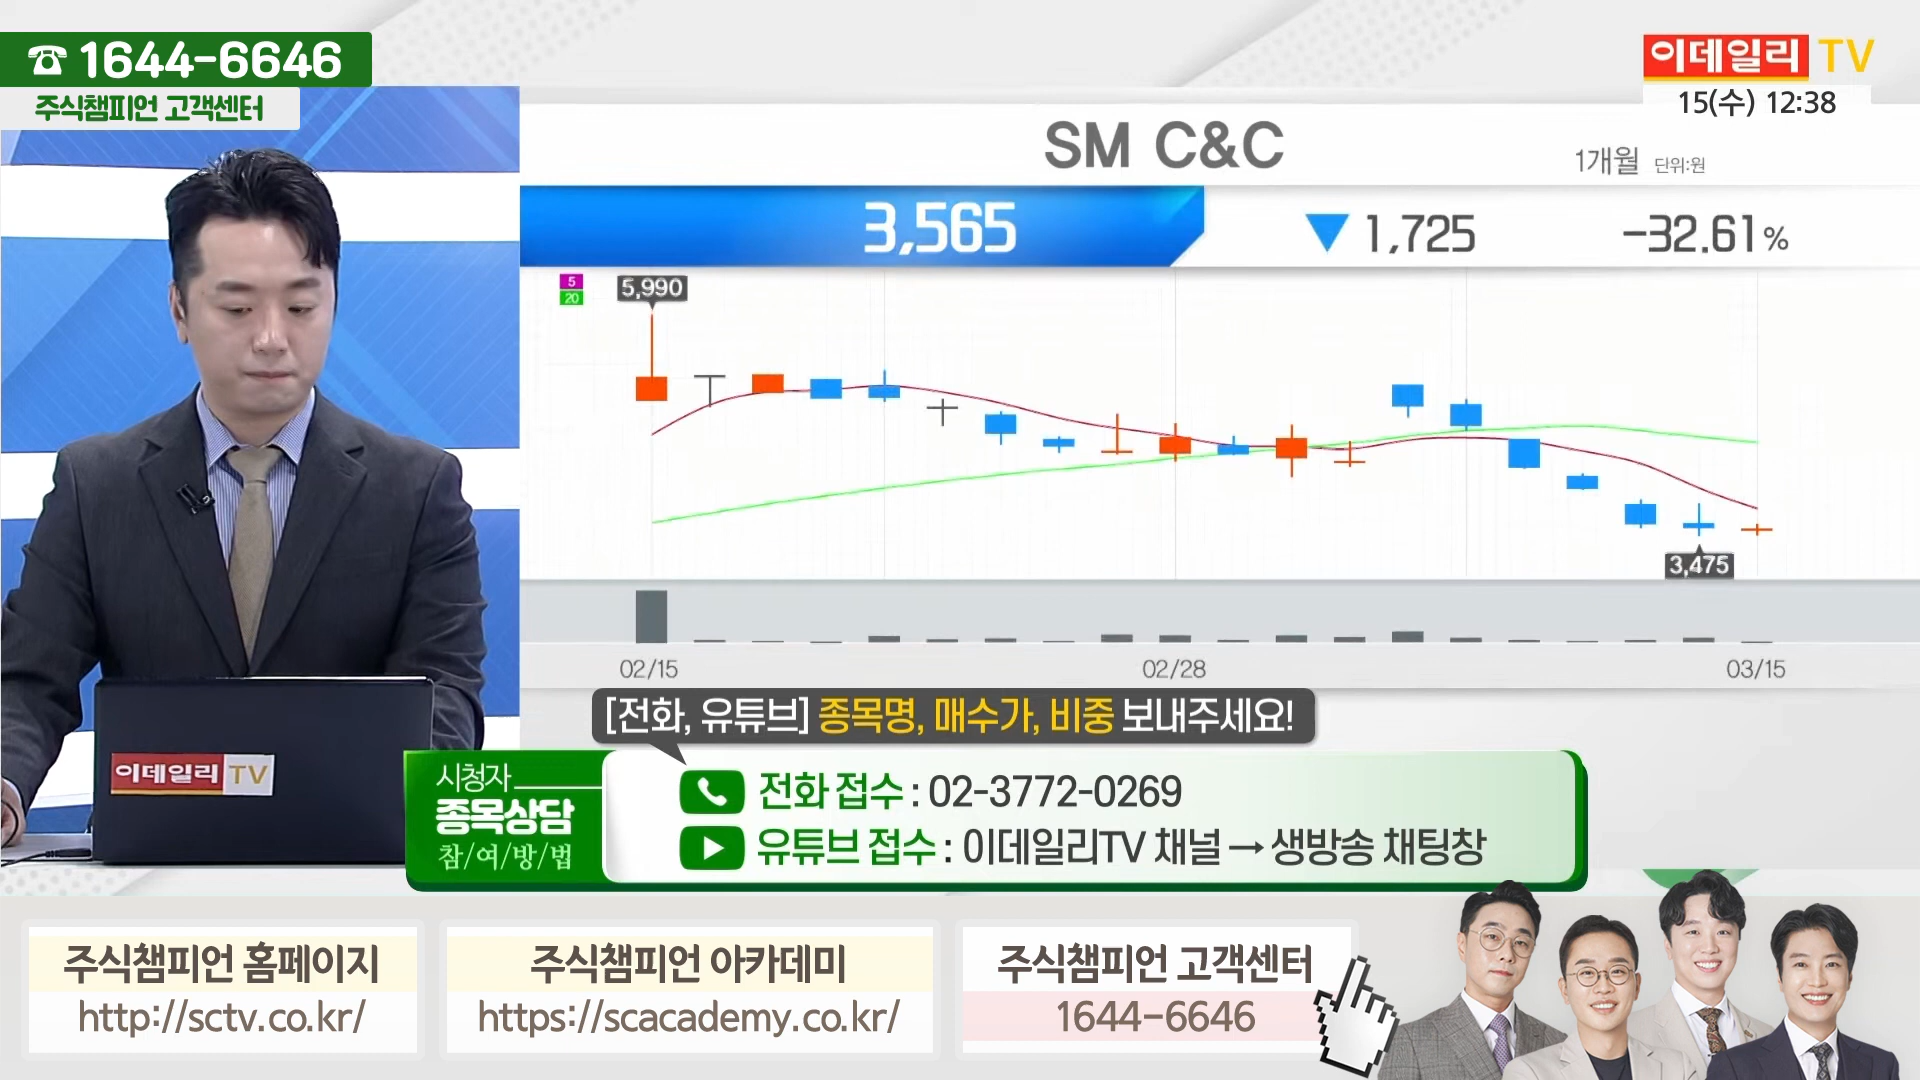 ☎ 1644-6646
주식챔피언 고객센터
이데일리 TV
15(수) 12:38
SM C&C
1개월 단위:원
3,565 ▼ 1,725 -32.61%
5
20
5,990
3,475
02/15 02/28 03/15
[전화, 유튜브] 종목명, 매수가, 비중 보내주세요!
이데일리 TV
시청자
종목상담
참/여/방/법
전화 접수 : 02-3772-0269
유튜브 접수 : 이데일리TV 채널 → 생방송 채팅창
주식챔피언 홈페이지
http://sctv.co.kr/
주식챔피언 아카데미
https://scacademy.co.kr/
주식챔피언 고객센터
1644-6646